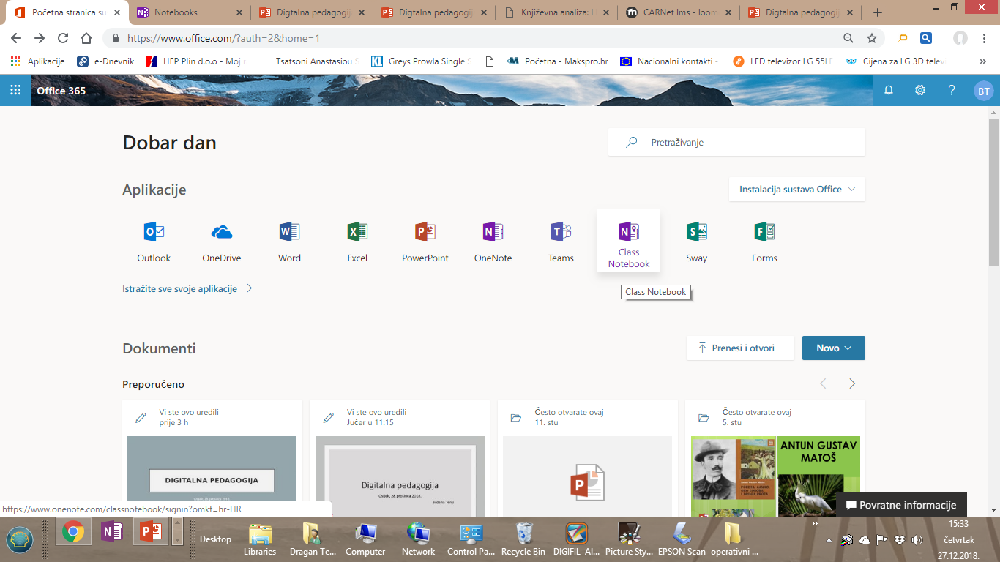 Početna stranica su
Notebooks
Digtalna pedagogij
Digtalna pedagogij
Književna analiza: H
CARNet lms - loom
Digtalna pedagogij
https://www.office.com/?auth=2&home=1
Aplikacije
e-Dnevnik
HEP Plin d.o.o - Moj r
Tsatsoni Anastasiou S
Greys Prowla Single S
Početna - Makspro.hr
Nacionalni kontakti -
LED televizor LG 55LF
Cijena za LG 3D telev
»
Office 365
?
BT
Dobar dan
Pretraživanje
Aplikacije
Instalacija sustava Office
Outlook
OneDrive
Word
Excel
PowerPoint
OneNote
Teams
Class
Notebook
Sway
Forms
Istražite sve svoje aplikacije
Class Notebook
Dokumenti
Prenesi i otvori…
Novo
Preporučeno
Vi ste ovo uredili
prije 3 h
Vi ste ovo uredili
Jučer u 11:15
Često otvarate ovaj
11. stu
Često otvarate ovaj
5. stu
DIGITALNA PEDAGOGIJA
Digitalna pedagogija
Osijek, 28 prosinca 2018.
Božana Tenji
ANTUN GUSTAV
MATOŠ
https://www.onenote.com/classnotebook/signin?omkt=hr-HR
Povratne informacije
Desktop
Libraries
Dragan Te...
Computer
Network
Control Pa...
Recycle Bin
DIGIFIL Al...
Picture Sty...
EPSON Scan
operativni ...
»
15:33
četvrtak
27.12.2018.